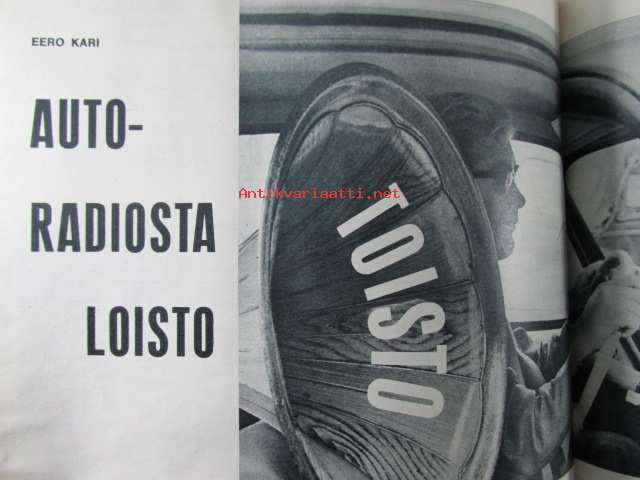 EERO KARI
AUTO-
RADIOSTA
LOISTO
TOISTO
Antikvariaatti.net